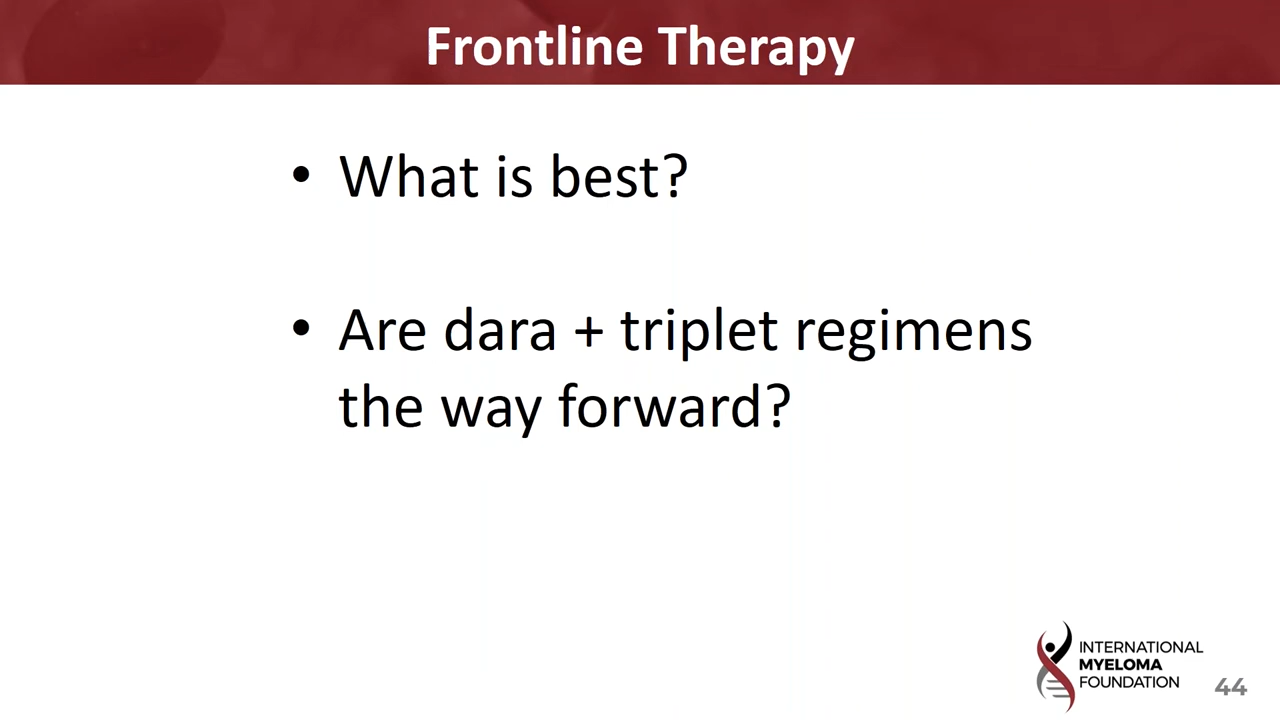 Frontline Therapy
• What is best?
• Are dara + triplet regimens
the way forward?
INTERNATIONAL
MYELOMA
FOUNDATION
44